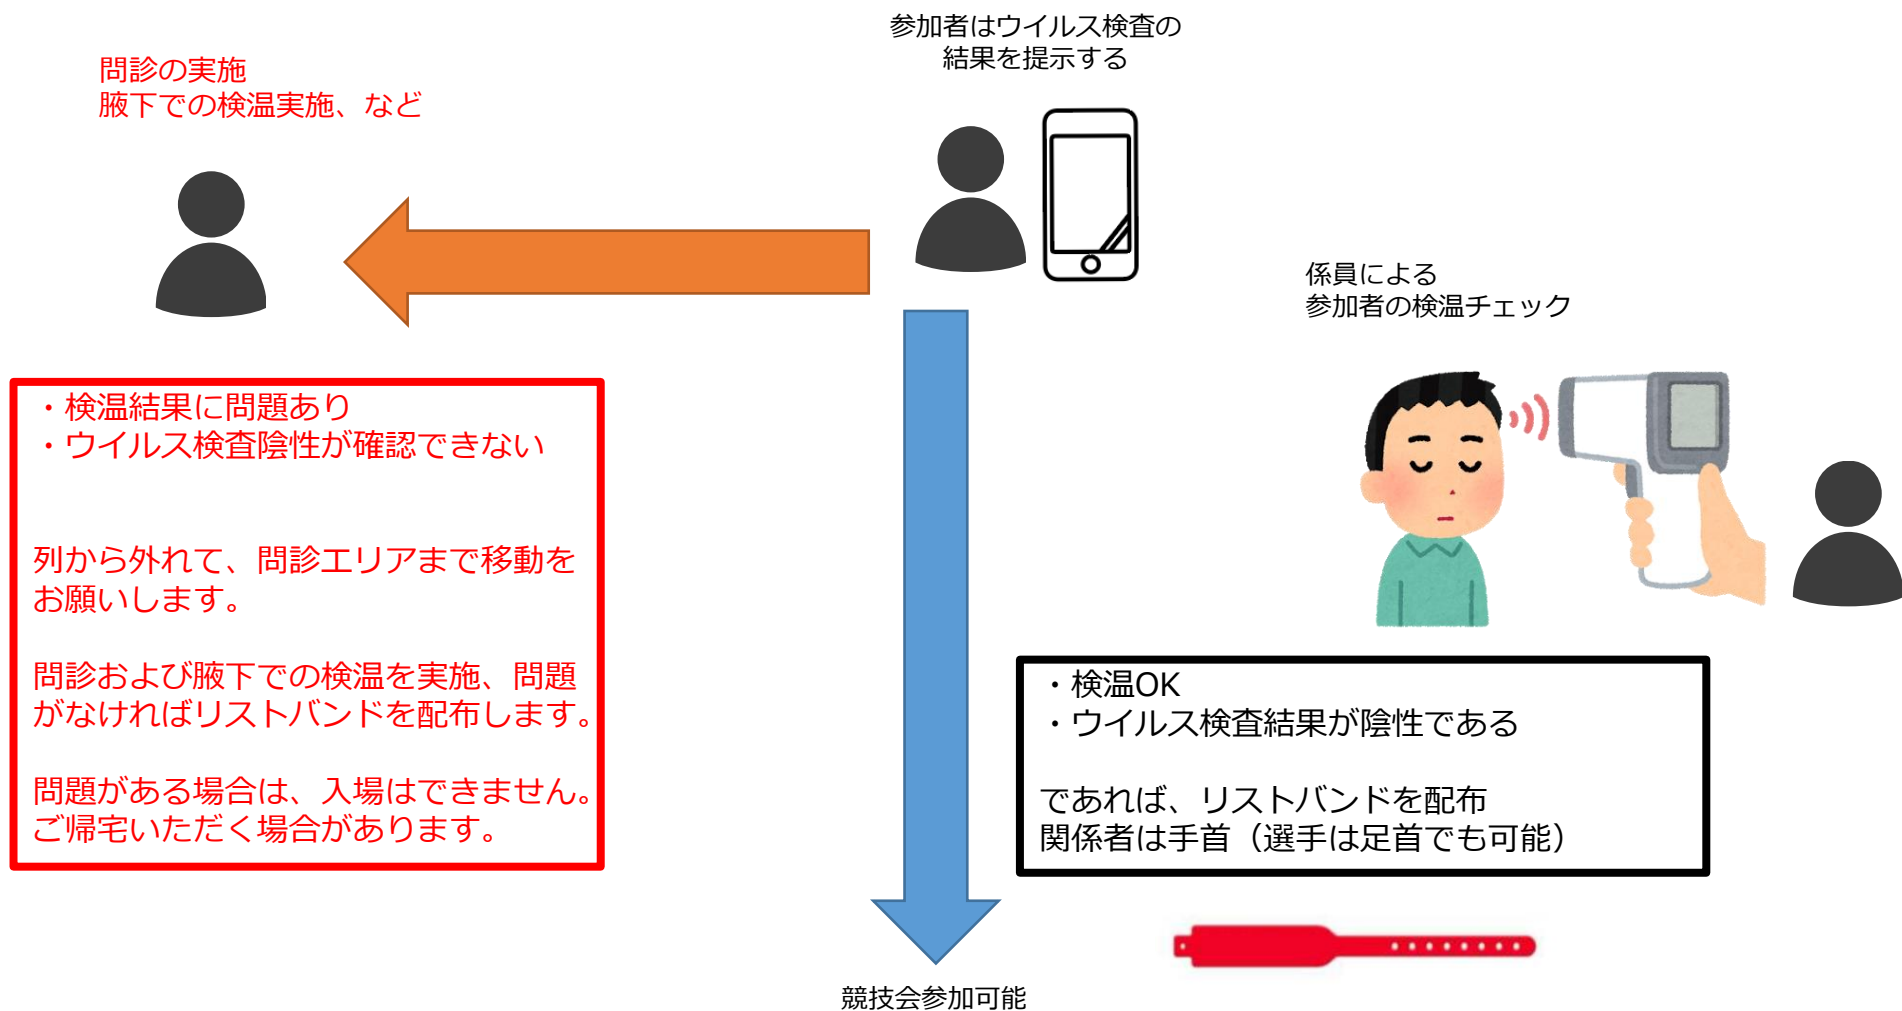 参加者はウイルス検査の
結果を提示する
問診の実施
腋下での検温実施、など
係員による
参加者の検温チェック
・検温結果に問題あり
・ウイルス検査陰性が確認できない
列から外れて、問診エリアまで移動を
お願いします。
問診および腋下での検温を実施、問題
がなければリストバンドを配布します。
問題がある場合は、入場はできません。
ご帰宅いただく場合があります。
・検温OK
・ウイルス検査結果が陰性である
であれば、リストバンドを配布
関係者は手首（選手は足首でも可能）
競技会参加可能